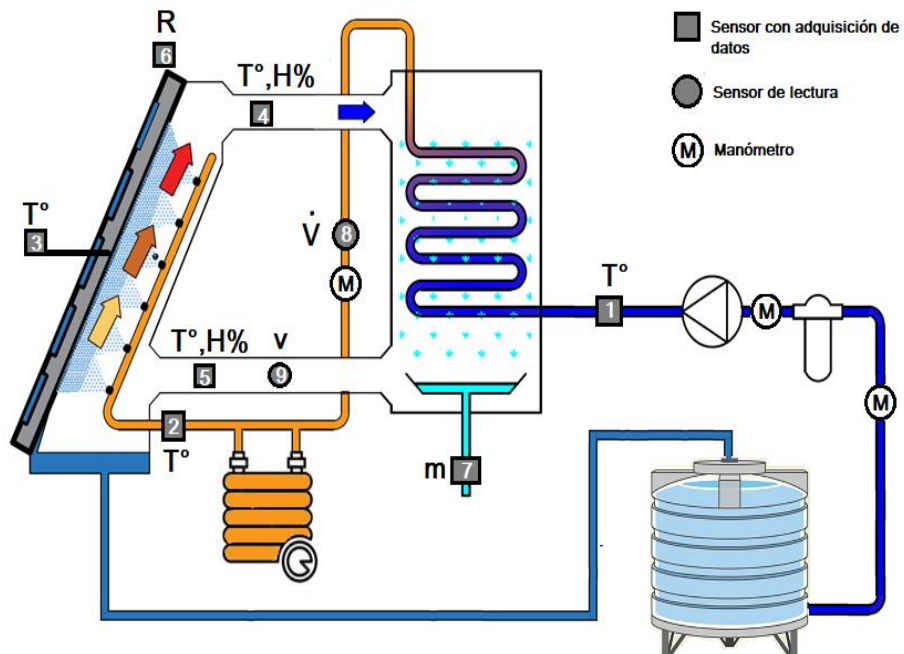 R
6
T°,H%
4
T°
3
V̇
8
M
T°
1
M
M
T°,H%
v
5
9
2
T°
m
7
Sensor con adquisición de
datos
Sensor de lectura
M
Manómetro